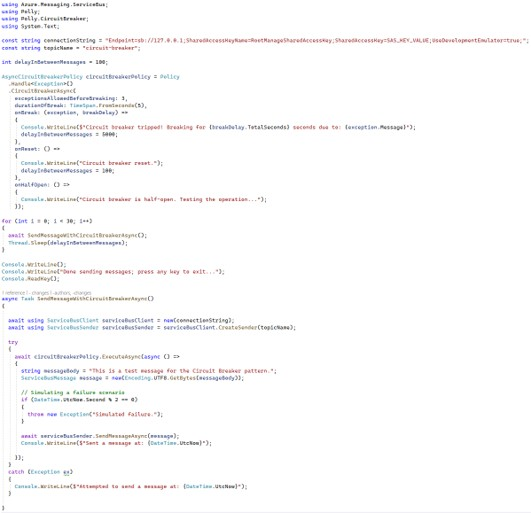 using Azure.Messaging.ServiceBus;
using Polly;
using Polly.CircuitBreaker;
using System.Text;
const string connectionString = "Endpoint=sb://127.0.0.1;SharedAccessKeyName=RootManageSharedAccessKey;SharedAccessKey=SAS_KEY_VALUE;UseDevelopmentEmulator=true;";
const string topicName = "circuit-breaker";
int delayInBetweenMessages = 100;
AsyncCircuitBreakerPolicy circuitBreakerPolicy = Policy
.Handle<Exception>()
.CircuitBreakerAsync(
exceptionsAllowedBeforeBreaking: 3,
durationOfBreak: TimeSpan.FromSeconds(5),
onBreak: (exception, breakDelay) =>
{
Console.WriteLine($"Circuit breaker tripped! Breaking for {breakDelay.TotalSeconds} seconds due to: {exception.Message}");
delayInBetweenMessages = 5000;
},
onReset: () =>
{
Console.WriteLine("Circuit breaker reset.");
delayInBetweenMessages = 100;
},
onHalfOpen: () =>
{
Console.WriteLine("Circuit breaker is half-open. Testing the operation...");
});
for (int i = 0; i < 30; i++)
{
await SendMessageWithCircuitBreakerAsync();
Thread.Sleep(delayInBetweenMessages);
}
Console.WriteLine();
Console.WriteLine("Done sending messages; press any key to exit...");
Console.ReadKey();
1 reference | - changes | - authors, -changes
async Task SendMessageWithCircuitBreakerAsync()
{
await using ServiceBusClient serviceBusClient = new(connectionString);
await using ServiceBusSender serviceBusSender = serviceBusClient.CreateSender(topicName);
try
{
await circuitBreakerPolicy.ExecuteAsync(async () =>
{
string messageBody = "This is a test message for the Circuit Breaker pattern.";
ServiceBusMessage message = new(Encoding.UTF8.GetBytes(messageBody));
// Simulating a failure scenario
if (DateTime.UtcNow.Second % 2 == 0)
{
throw new Exception("Simulated failure.");
}
await serviceBusSender.SendMessageAsync(message);
Console.WriteLine($"Sent a message at: {DateTime.UtcNow}");
});
}
catch (Exception ex)
{
Console.WriteLine($"Attempted to send a message at: {DateTime.UtcNow}");
}
}